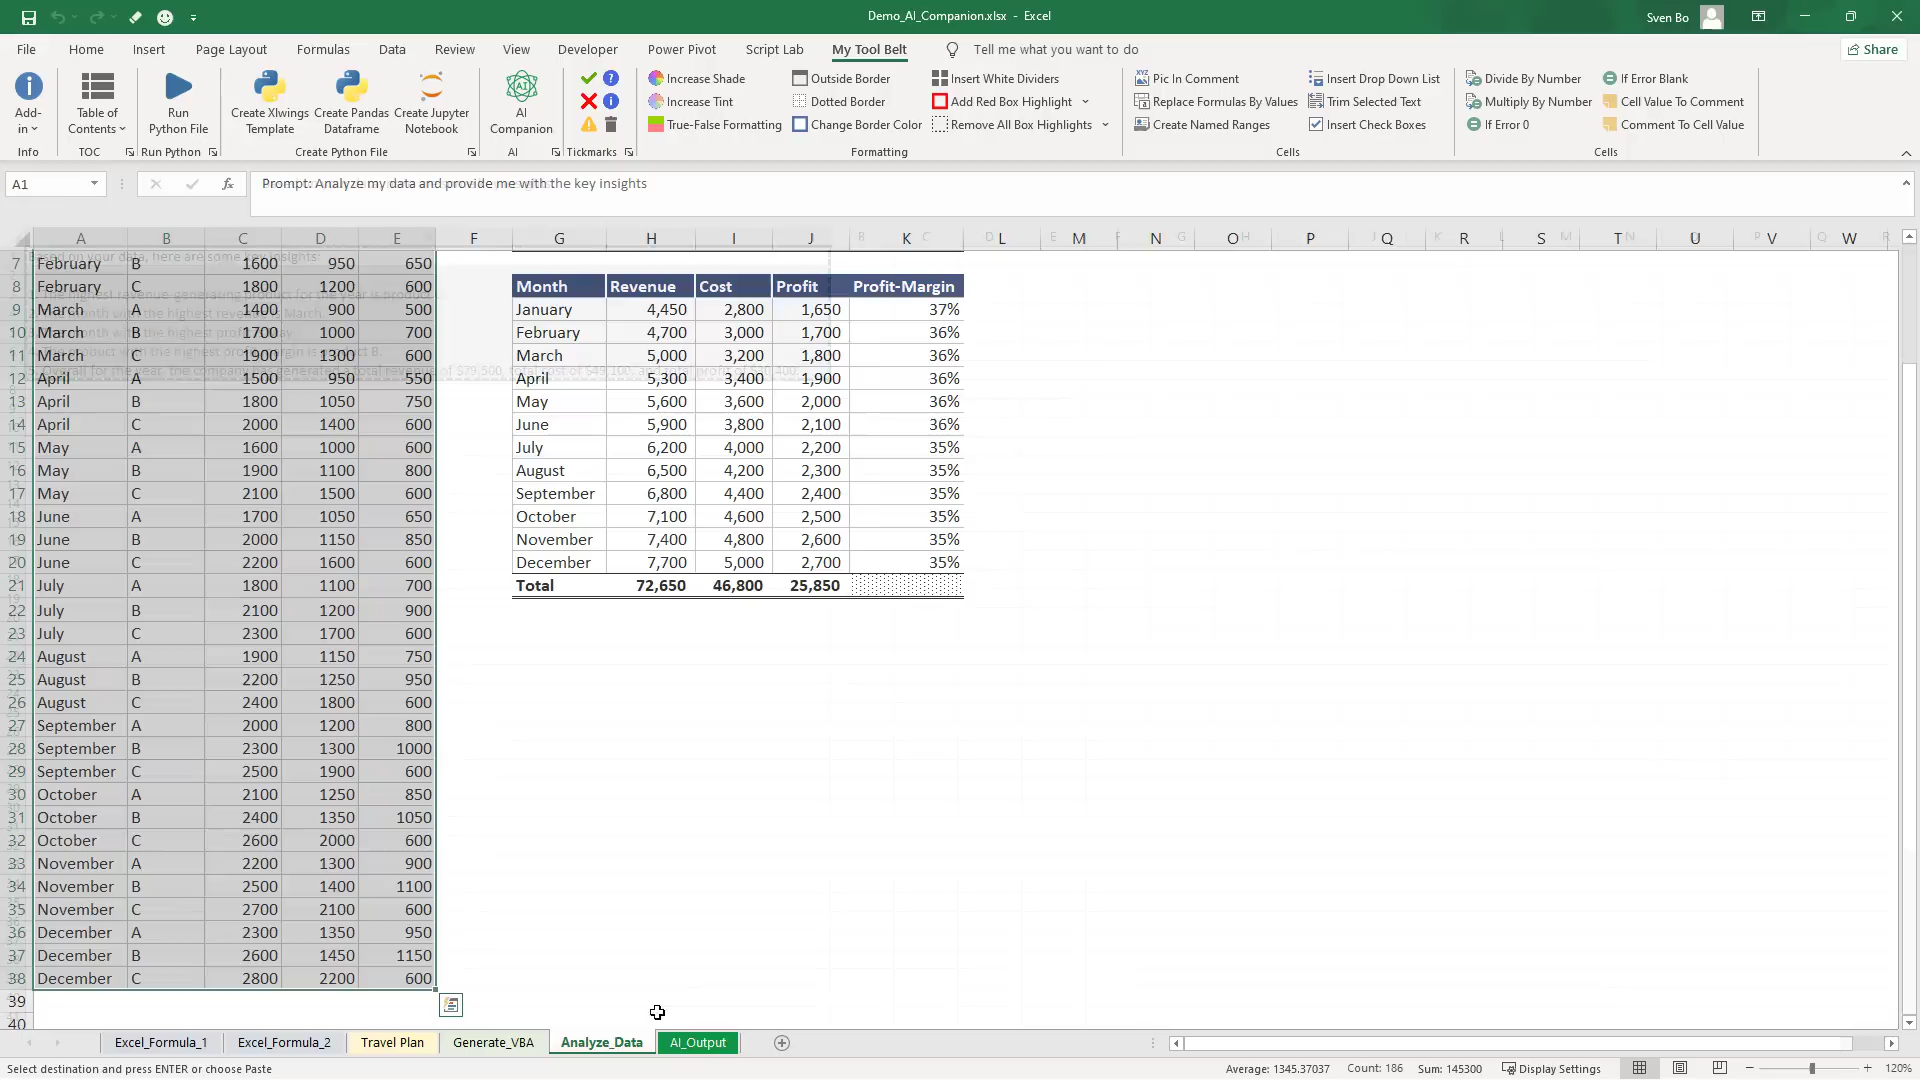 Demo_AI_Companion.xlsx - Excel
Sven Bo
File Home Insert Page Layout Formulas Data Review View Developer Power Pivot Script Lab My Tool Belt Tell me what you want to do Share
Add-in
Info
Table of Contents
TOC
Run Python File
Run Python
Create Xlwings Template
Create Pandas Dataframe
Create Jupyter Notebook
Create Python File
AI Companion
AI
Tickmarks
Increase Shade
Increase Tint
True-False Formatting
Outside Border
Dotted Border
Change Border Color
Insert White Dividers
Add Red Box Highlight
Remove All Box Highlights
Formatting
Pic In Comment
Replace Formulas By Values
Create Named Ranges
Insert Drop Down List
Trim Selected Text
Insert Check Boxes
Cells
Divide By Number
Multiply By Number
If Error 0
If Error Blank
Cell Value To Comment
Comment To Cell Value
Cells
A1
fx
Prompt: Analyze my data and provide me with the key insights
A B C D E F G H I J K L M N O P Q R S T U V W
7 February B 1600 950 650
8 February C 1800 1200 600 Month Revenue Cost Profit Profit-Margin
9 March A 1400 900 500 January 4,450 2,800 1,650 37%
10 March B 1700 1000 700 February 4,700 3,000 1,700 36%
11 March C 1900 1300 600 March 5,000 3,200 1,800 36%
12 April A 1500 950 550 April 5,300 3,400 1,900 36%
13 April B 1800 1050 750 May 5,600 3,600 2,000 36%
14 April C 2000 1400 600 June 5,900 3,800 2,100 36%
15 May A 1600 1000 600 July 6,200 4,000 2,200 35%
16 May B 1900 1100 800 August 6,500 4,200 2,300 35%
17 May C 2100 1500 600 September 6,800 4,400 2,400 35%
18 June A 1700 1050 650 October 7,100 4,600 2,500 35%
19 June B 2000 1150 850 November 7,400 4,800 2,600 35%
20 June C 2200 1600 600 December 7,700 5,000 2,700 35%
21 July A 1800 1100 700 Total 72,650 46,800 25,850
22 July B 2100 1200 900
23 July C 2300 1700 600
24 August A 1900 1150 750
25 August B 2200 1250 950
26 August C 2400 1800 600
27 September A 2000 1200 800
28 September B 2300 1300 1000
29 September C 2500 1900 600
30 October A 2100 1250 850
31 October B 2400 1350 1050
32 October C 2600 2000 600
33 November A 2200 1300 900
34 November B 2500 1400 1100
35 November C 2700 2100 600
36 December A 2300 1350 950
37 December B 2600 1450 1150
38 December C 2800 2200 600
39
40
Excel_Formula_1 Excel_Formula_2 Travel Plan Generate_VBA Analyze_Data AI_Output
Select destination and press ENTER or choose Paste
Average: 1345.37037 Count: 186 Sum: 145300 Display Settings 120%